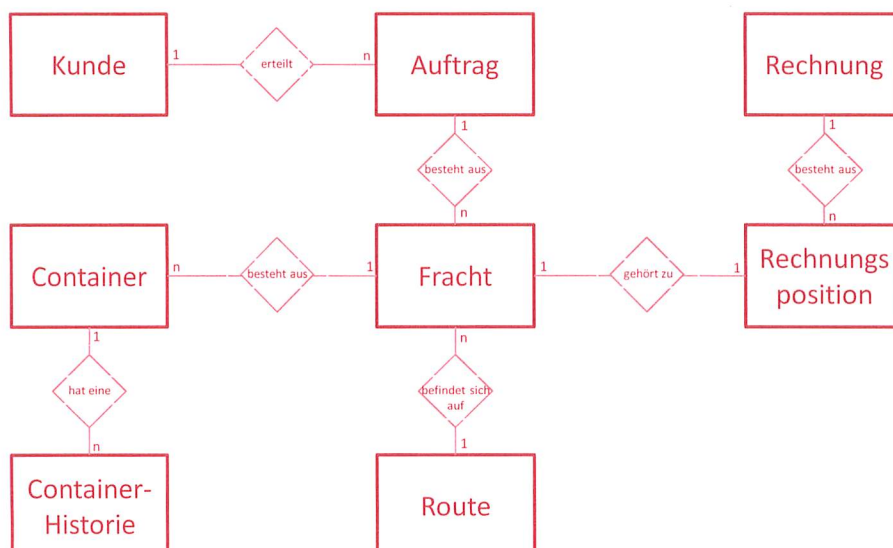 Kunde
1
erteilt
n
Auftrag
Rechnung
1
besteht aus
n
1
besteht aus
n
Container
n
besteht aus
1
Fracht
1
gehört zu
1
Rechnungs
position
1
hat eine
n
n
befindet sich
auf
1
Container-
Historie
Route